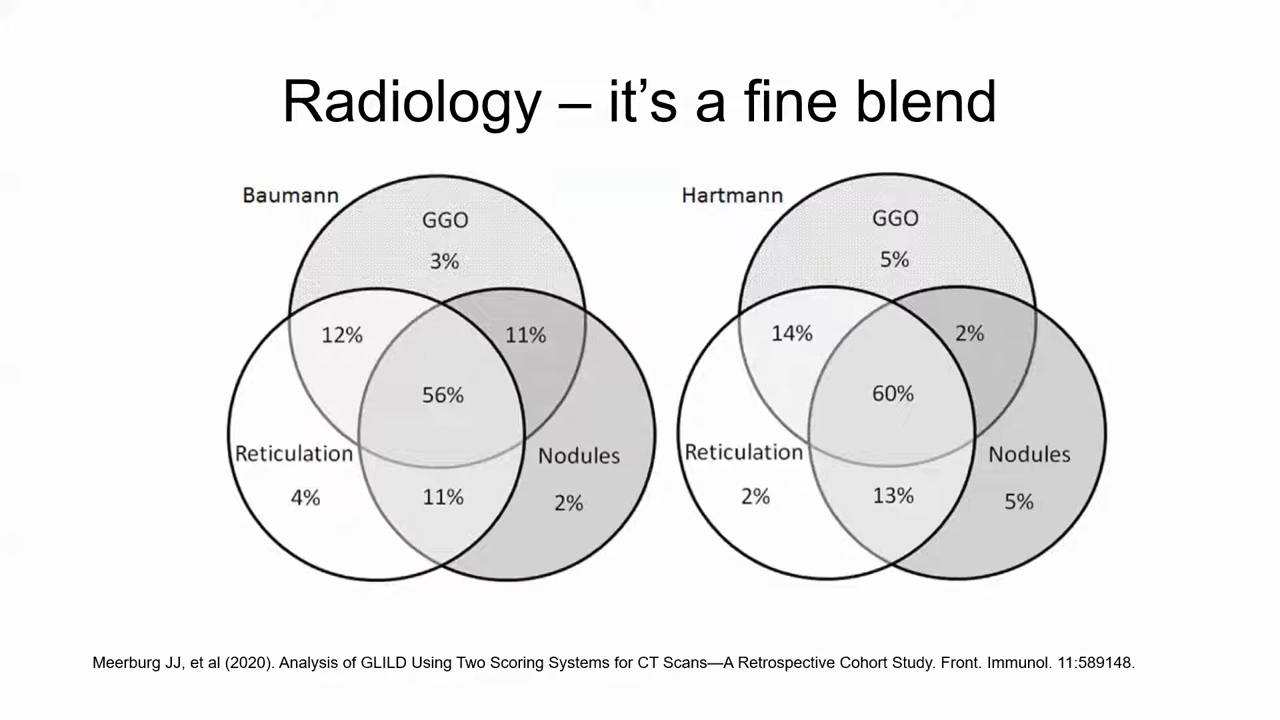 Radiology – it's a fine blend
Baumann
GGO
3%
12%
11%
56%
Reticulation
Nodules
4%
11%
2%
Hartmann
GGO
5%
14%
2%
60%
Reticulation
Nodules
2%
13%
5%
Meerburg JJ, et al (2020). Analysis of GLILD Using Two Scoring Systems for CT Scans—A Retrospective Cohort Study. Front. Immunol. 11:589148.